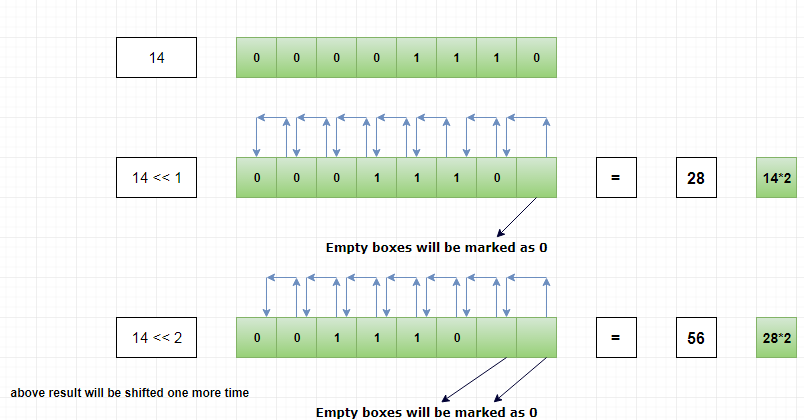 14 0 0 0 0 1 1 1 0
14 << 1 0 0 0 1 1 1 0 = 28 14*2
Empty boxes will be marked as 0
14 << 2 0 0 1 1 1 0 = 56 28*2
above result will be shifted one more time
Empty boxes will be marked as 0